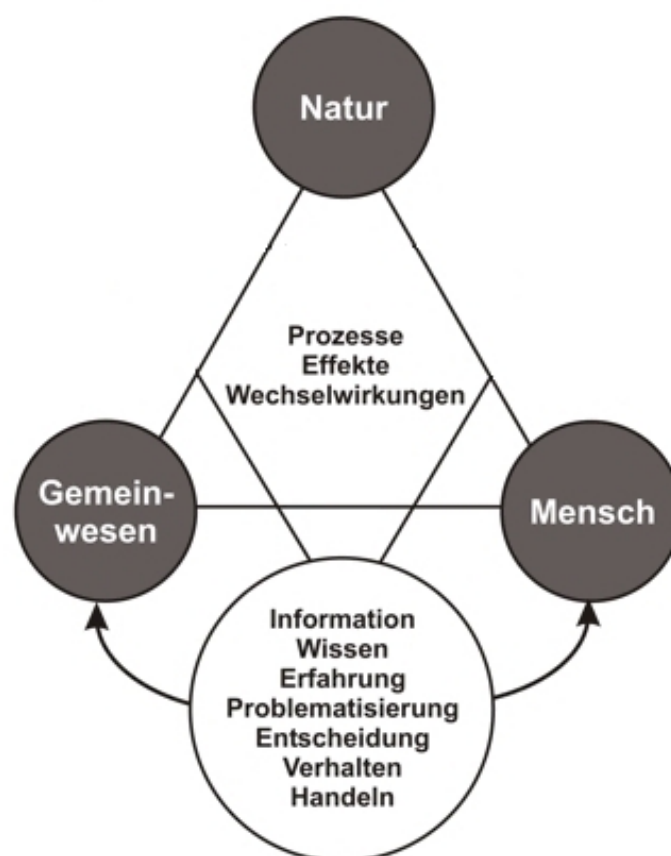 Natur
Prozesse
Effekte
Wechselwirkungen
Gemein-
wesen
Mensch
Information
Wissen
Erfahrung
Problematisierung
Entscheidung
Verhalten
Handeln